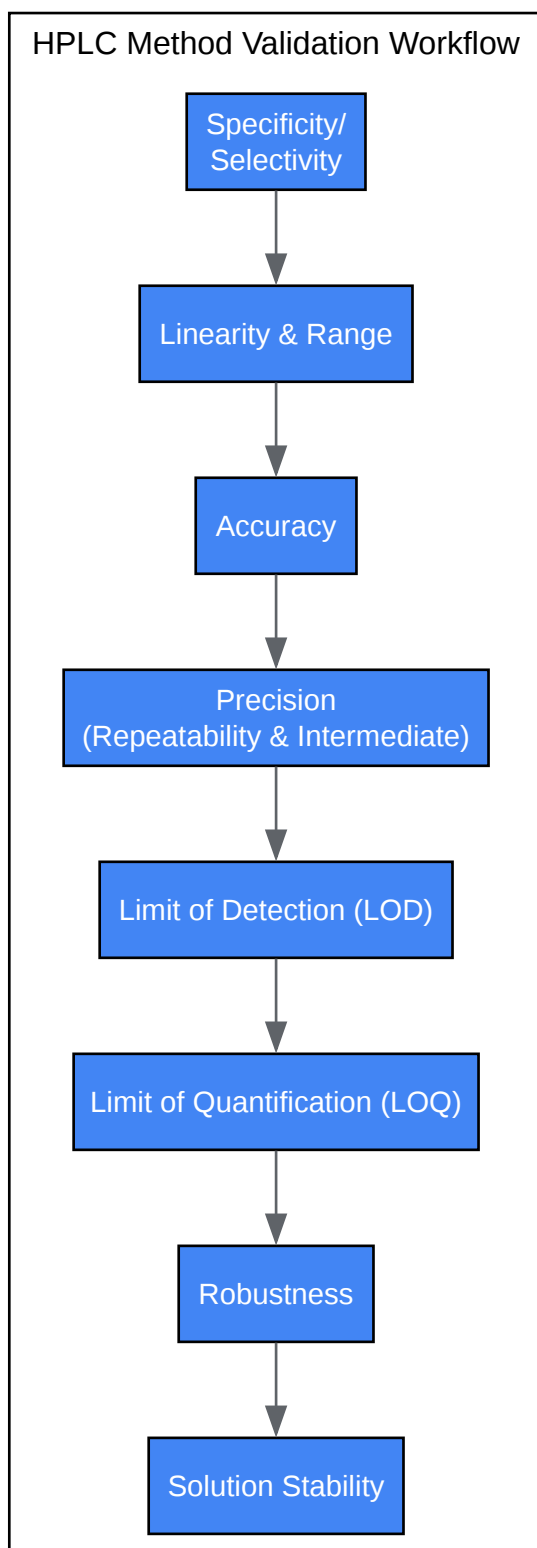 HPLC Method Validation Workflow
Specificity/
Selectivity
Linearity & Range
Accuracy
Precision
(Repeatability & Intermediate)
Limit of Detection (LOD)
Limit of Quantification (LOQ)
Robustness
Solution Stability